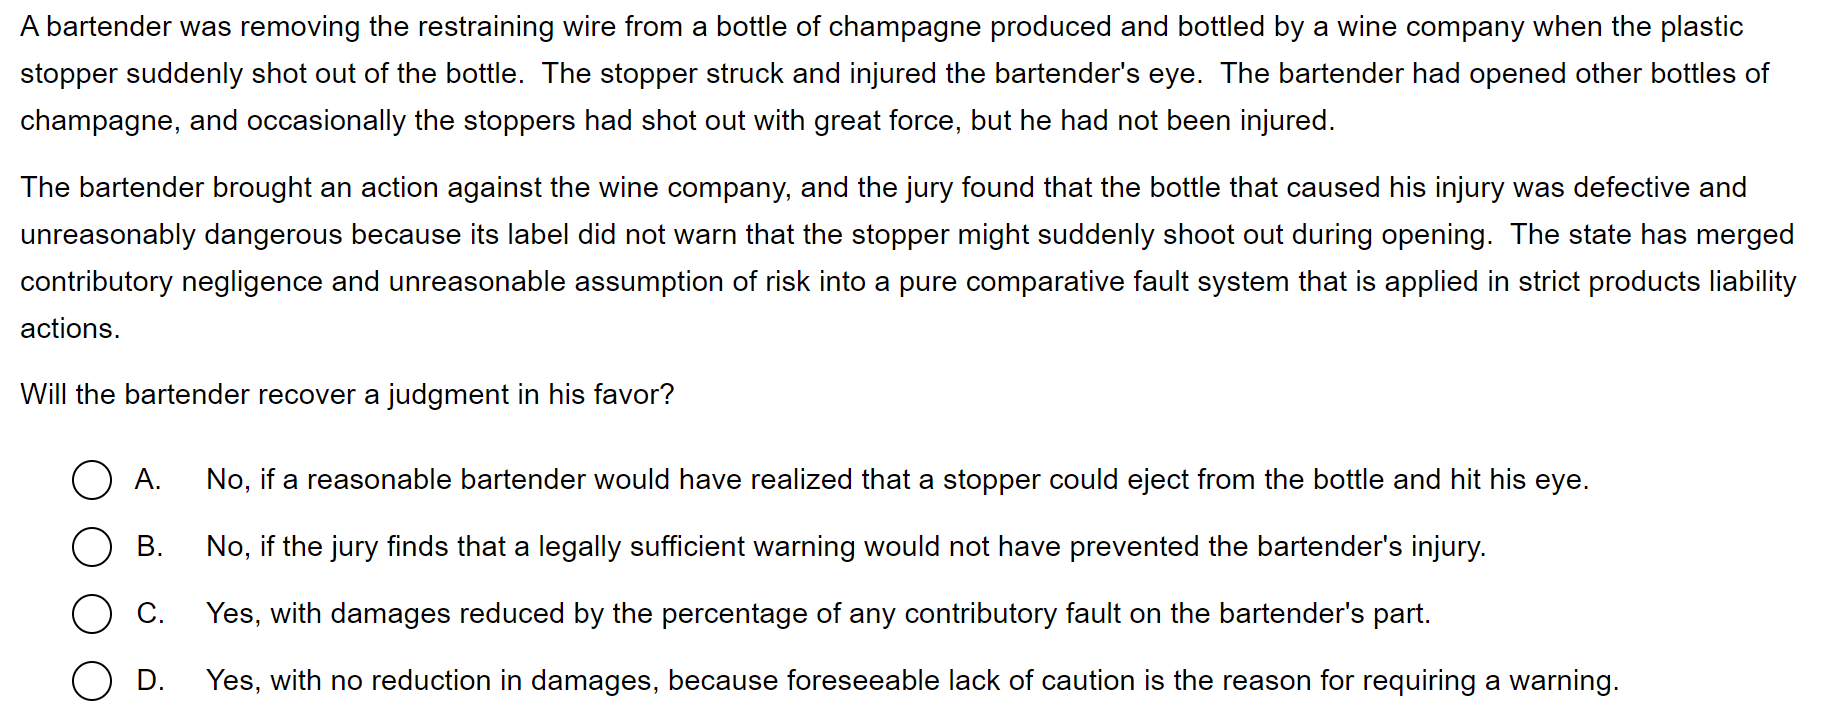 A bartender was removing the restraining wire from a bottle of champagne produced and bottled by a wine company when the plastic
stopper suddenly shot out of the bottle.  The stopper struck and injured the bartender's eye.  The bartender had opened other bottles of
champagne, and occasionally the stoppers had shot out with great force, but he had not been injured.
The bartender brought an action against the wine company, and the jury found that the bottle that caused his injury was defective and
unreasonably dangerous because its label did not warn that the stopper might suddenly shoot out during opening.  The state has merged
contributory negligence and unreasonable assumption of risk into a pure comparative fault system that is applied in strict products liability
actions.
Will the bartender recover a judgment in his favor?
A. No, if a reasonable bartender would have realized that a stopper could eject from the bottle and hit his eye.
B. No, if the jury finds that a legally sufficient warning would not have prevented the bartender's injury.
C. Yes, with damages reduced by the percentage of any contributory fault on the bartender's part.
D. Yes, with no reduction in damages, because foreseeable lack of caution is the reason for requiring a warning.